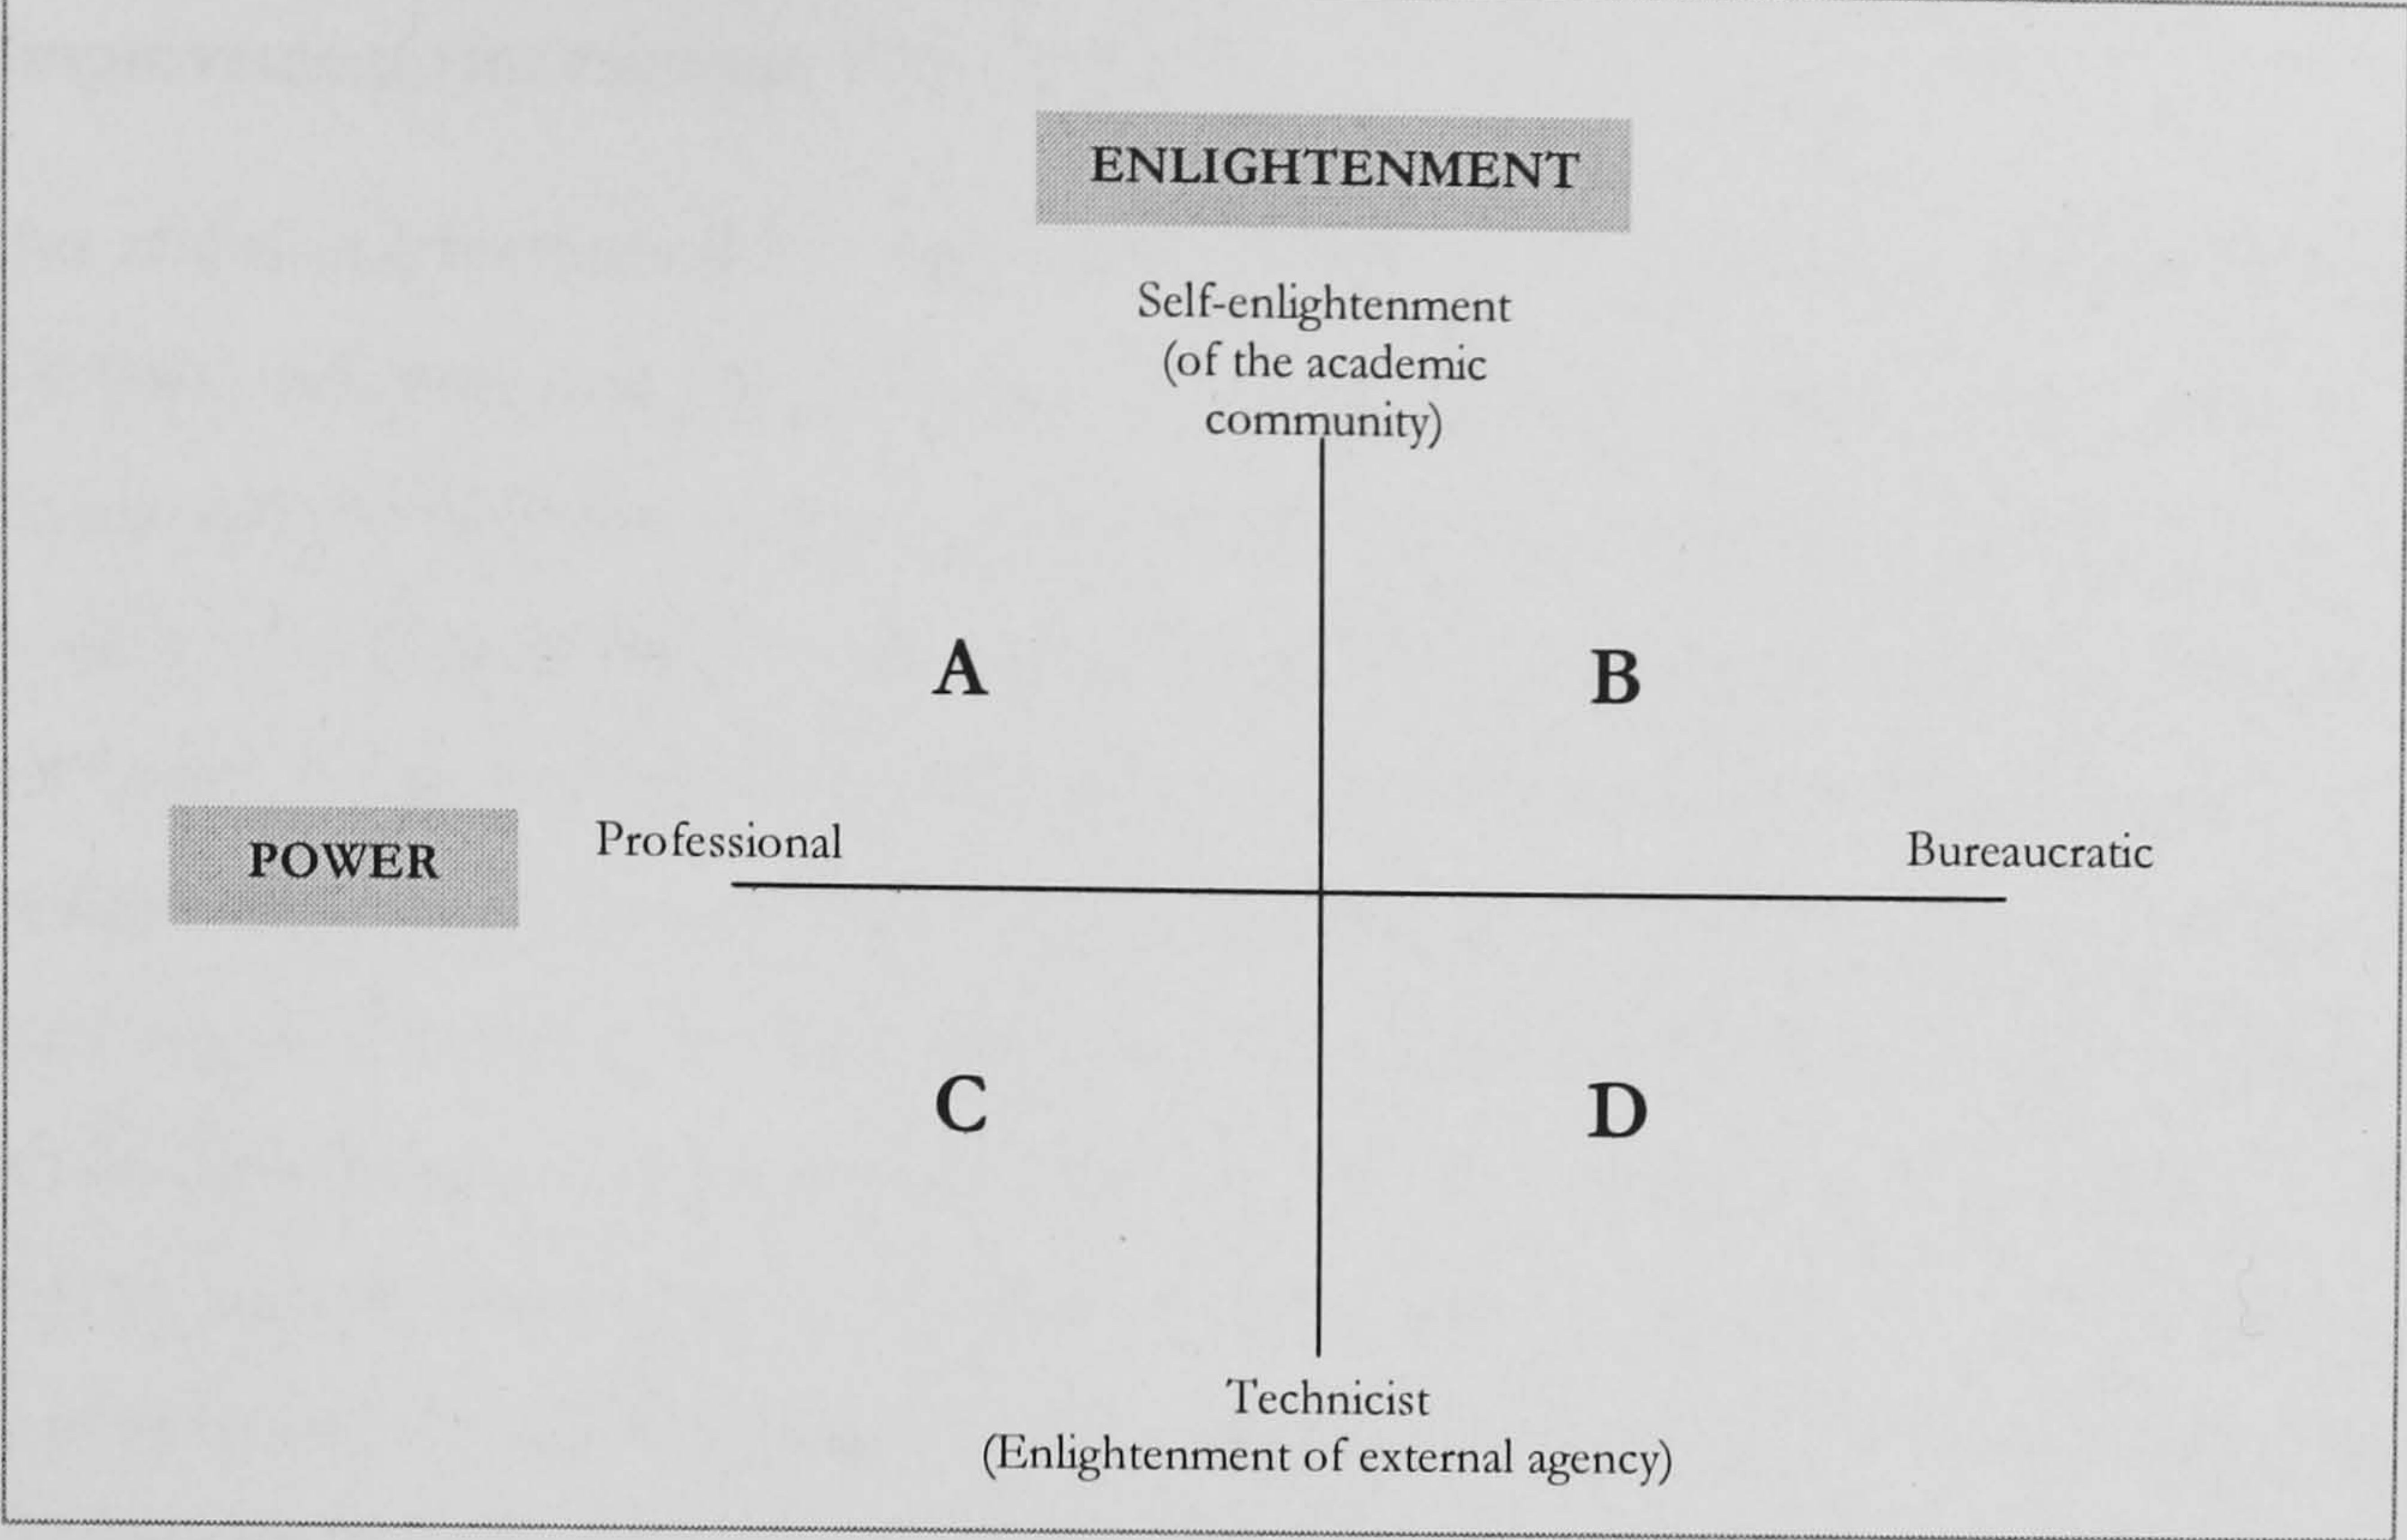 ENLIGHTENMENT
Self-enlightenment
(of the academic
community)
A
B
POWER
Professional
Bureaucratic
C
D
Technicist
(Enlightenment of external agency)